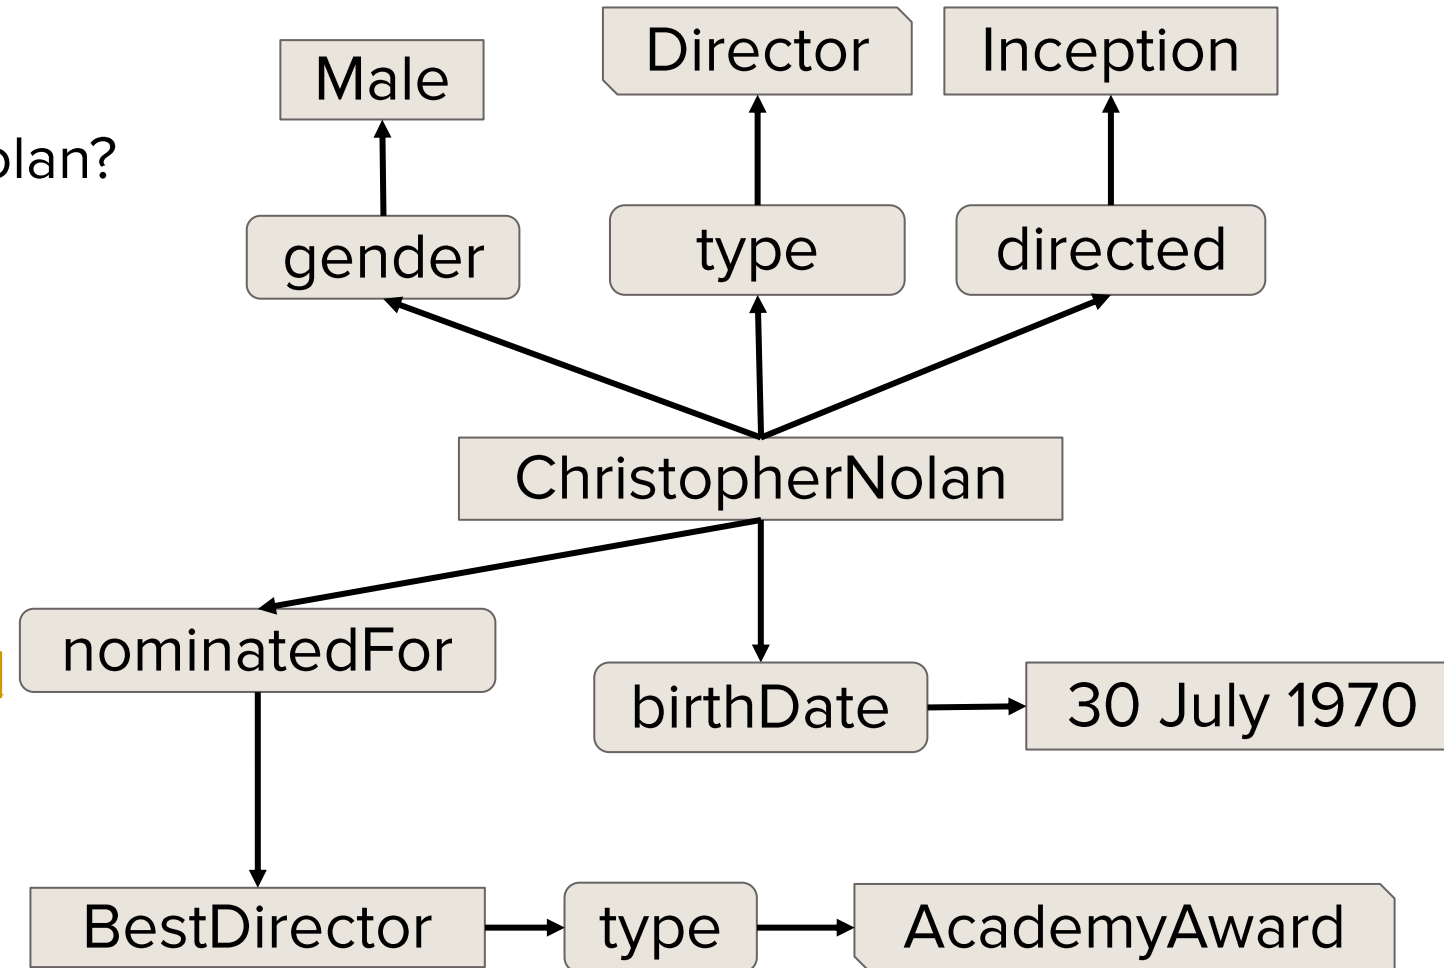 Male
Director
Inception
olan?
gender
type
directed
ChristopherNolan
nominatedFor
birthDate
30 July 1970
BestDirector
type
AcademyAward